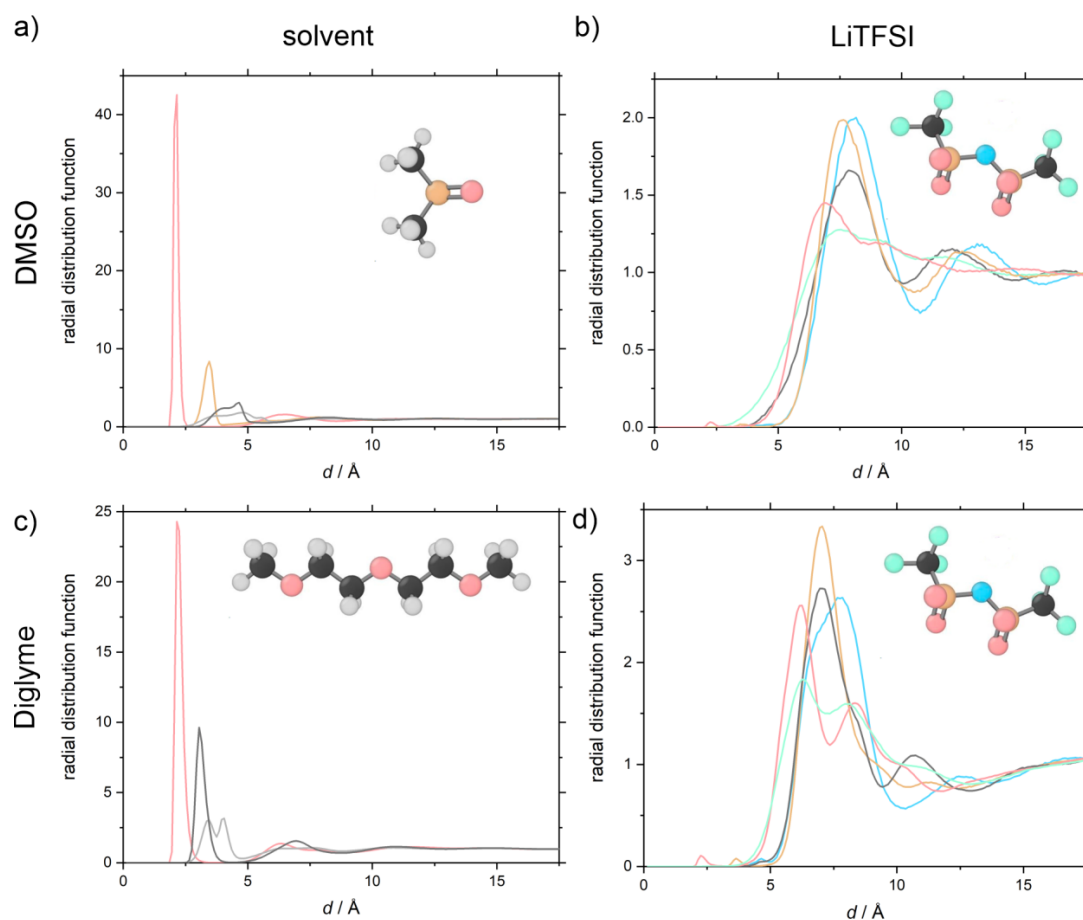 a)
solvent
b)
LiTFSI
DMSO
radial distribution function
40
30
20
10
0
0
5
10
15
d / Å
radial distribution function
2.0
1.5
1.0
0.5
0.0
0
5
10
15
d / Å
c)
Diglyme
radial distribution function
25
20
15
10
5
0
0
5
10
15
d / Å
d)
radial distribution function
3
2
1
0
0
5
10
15
d / Å